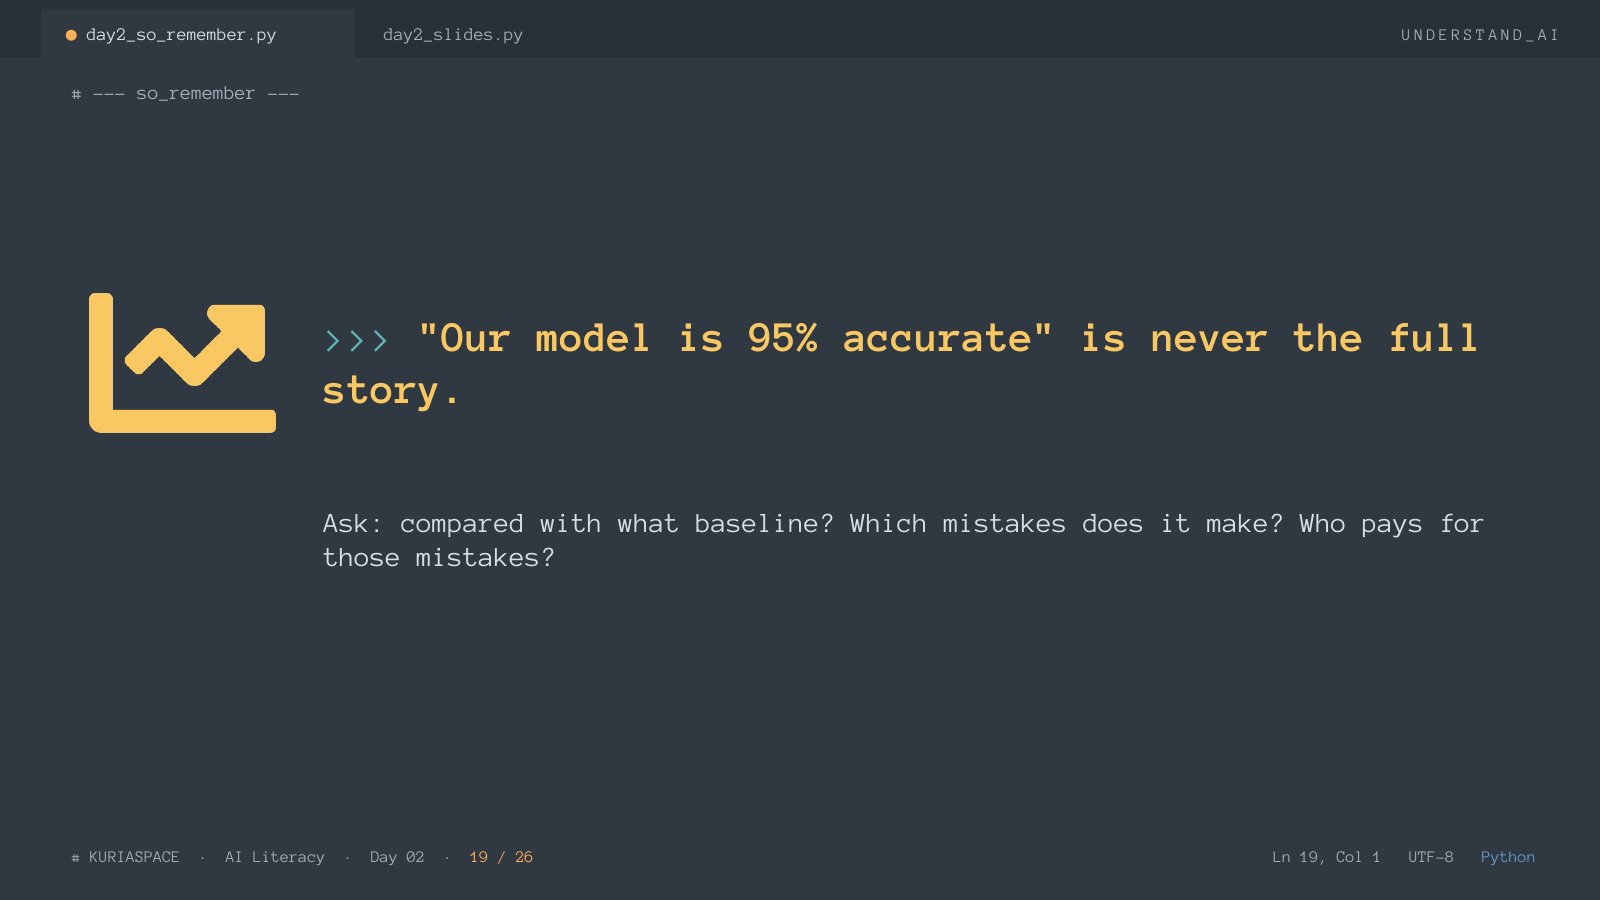 day2_so_remember.py
day2_slides.py
UNDERSTAND_AI
# --- so_remember ---
>>> "Our model is 95% accurate" is never the full
story.
Ask: compared with what baseline? Which mistakes does it make? Who pays for
those mistakes?
# KURIASPACE · AI Literacy · Day 02 · 19 / 26
Ln 19, Col 1 UTF-8 Python